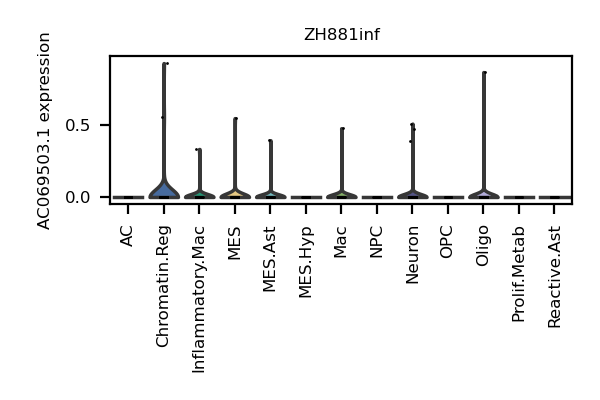 ZH881inf
AC069503.1 expression
0.5
0.0
AC
Chromatin.Reg
Inflammatory.Mac
MES
MES.Ast
MES.Hyp
Mac
NPC
Neuron
OPC
Oligo
Prolif.Metab
Reactive.Ast